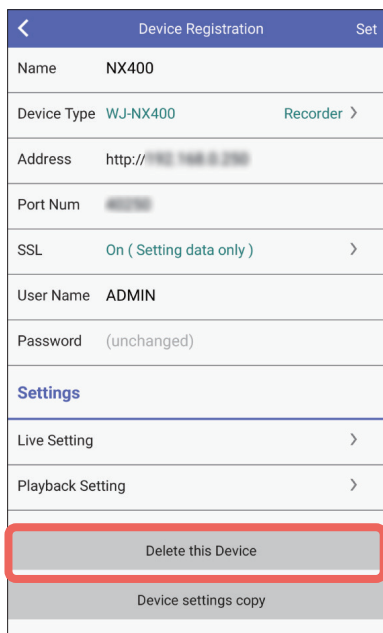 Device Registration Set
Name NX400
Device Type WJ-NX400 Recorder
Address http://
Port Num
SSL On ( Setting data only )
User Name ADMIN
Password (unchanged)
Settings
Live Setting
Playback Setting
Delete this Device
Device settings copy